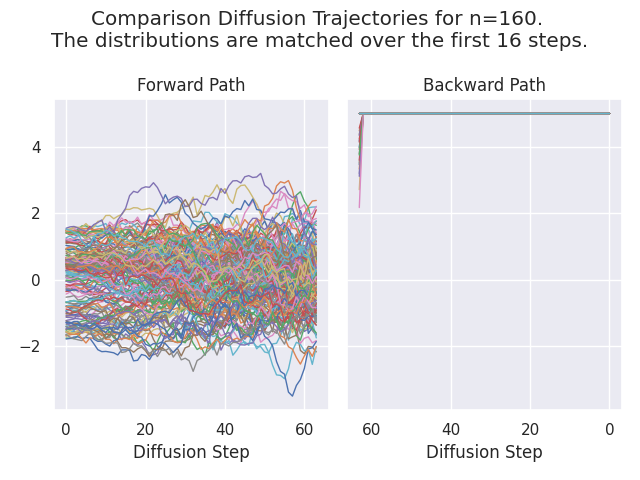 Comparison Diffusion Trajectories for n=160.
The distributions are matched over the first 16 steps.
Forward Path
Backward Path
4
2
0
−2
0 20 40 60
60 40 20 0
Diffusion Step
Diffusion Step